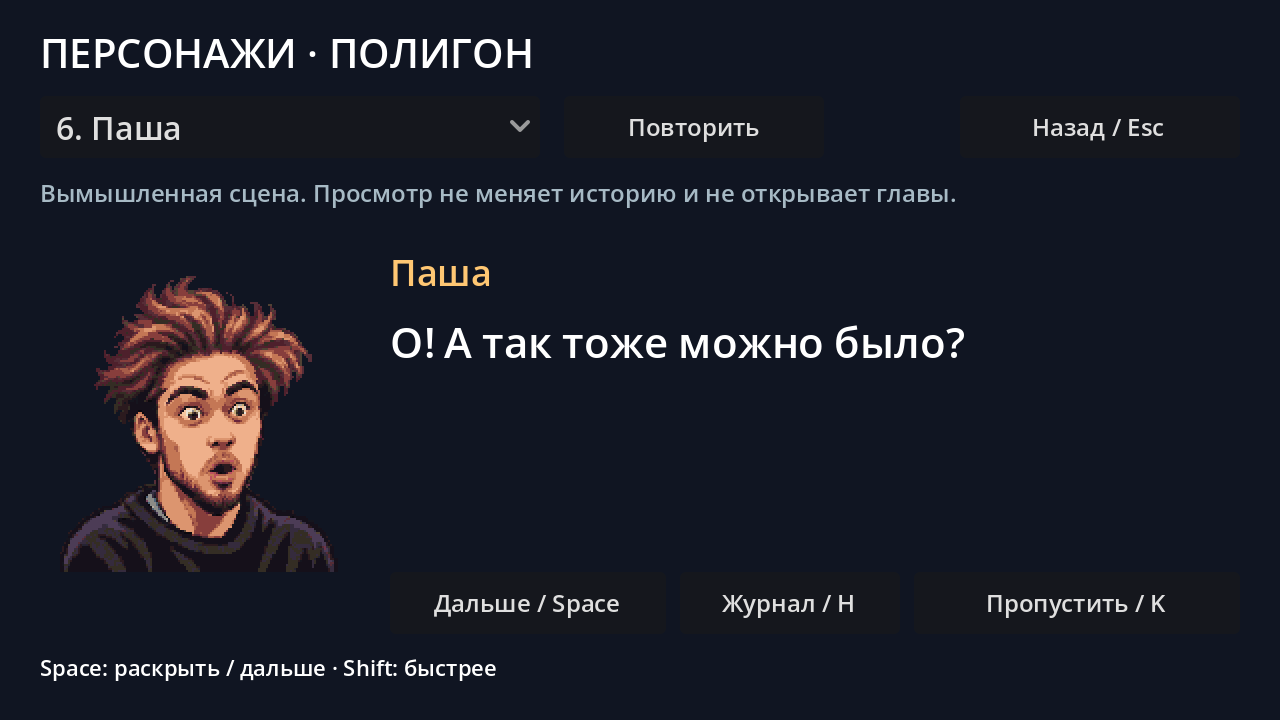 ПЕРСОНАЖИ · ПОЛИГОН
6. Паша
Повторить
Назад / Esc
Вымышленная сцена. Просмотр не меняет историю и не открывает главы.
Паша
О! А так тоже можно было?
Дальше / Space
Журнал / H
Пропустить / K
Space: раскрыть / дальше · Shift: быстрее